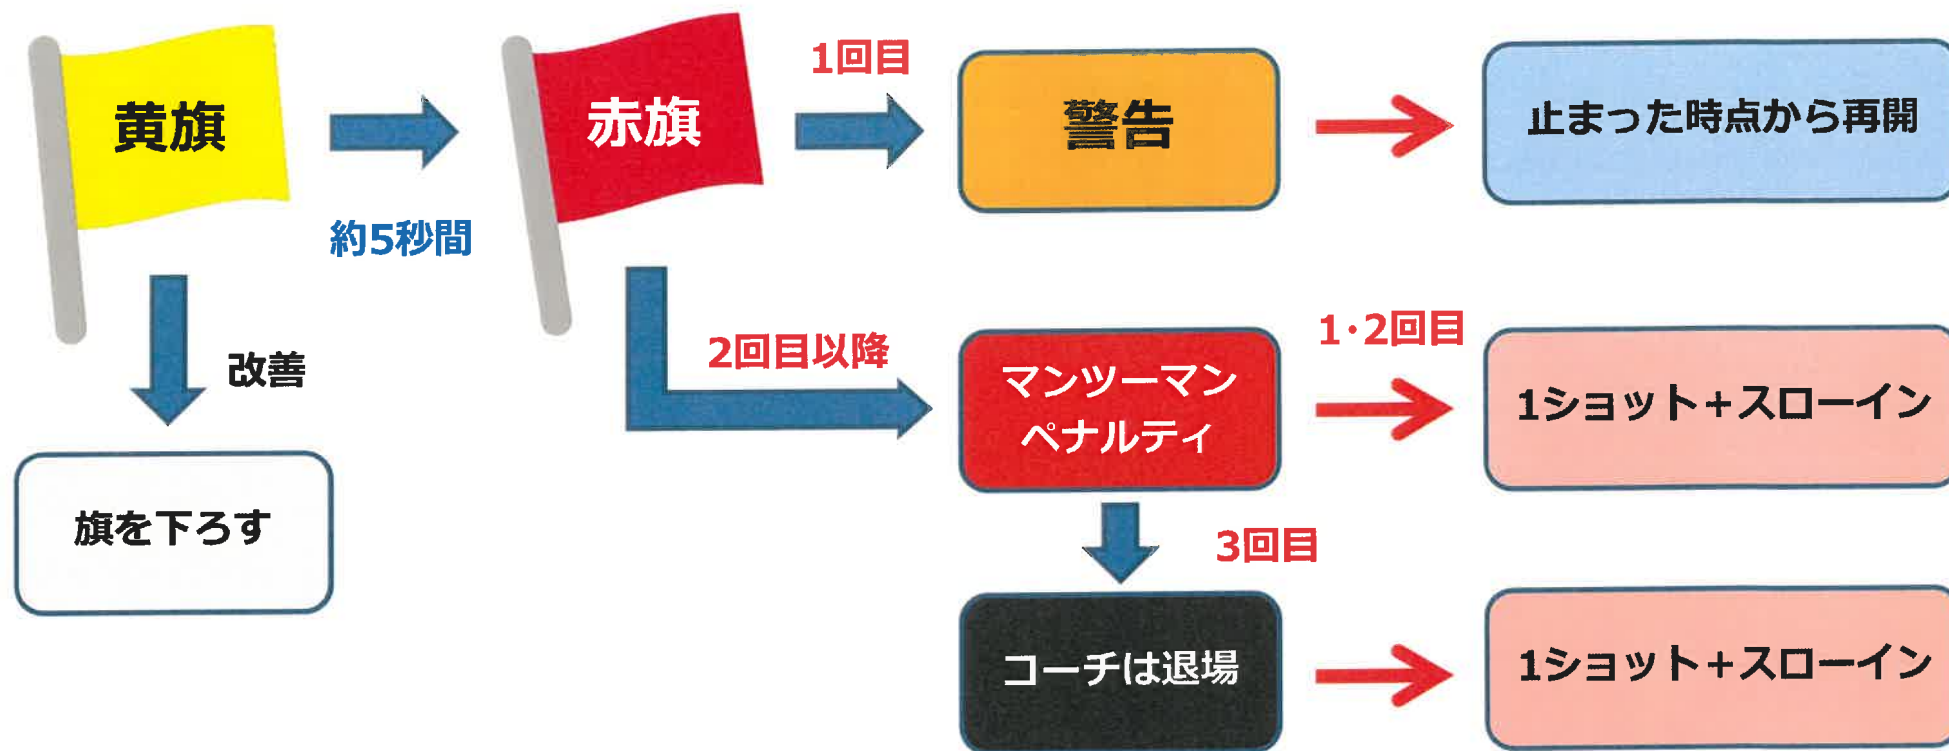 黄旗
約5秒間
赤旗
1回目
警告
止まった時点から再開
改善
旗を下ろす
2回目以降
マンツーマン
ペナルティ
1・2回目
1ショット＋スローイン
3回目
コーチは退場
1ショット＋スローイン